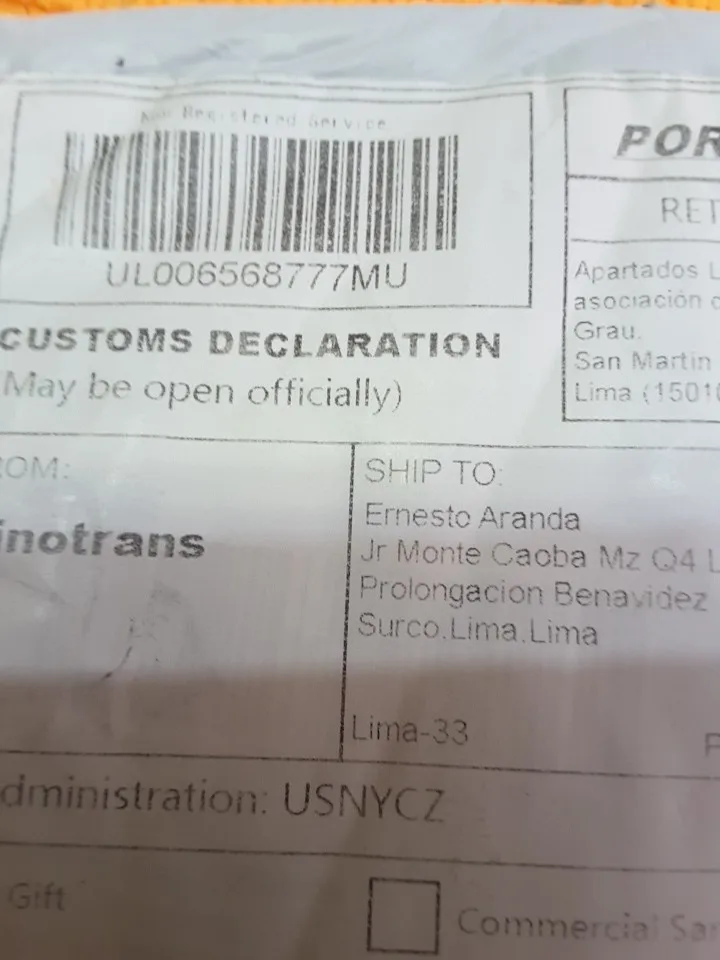 Non Registered Service
UL006568777MU
CUSTOMS DECLARATION
May be open officially)
POR
RET
Apartados L
asociación
Grau.
San Martin
Lima (1501
OM:
inotrans
SHIP TO:
Ernesto Aranda
Jr Monte Caoba Mz Q4 L
Prolongacion Benavidez
Surco.Lima.Lima
Lima-33
P
dministration: USNYCZ
Gift
Commercial Sa